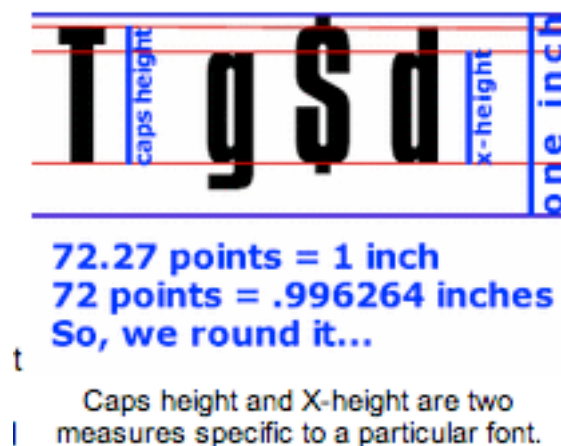 T g $ d
caps height
x-height
one inch
72.27 points = 1 inch
72 points = .996264 inches
So, we round it...
t
Caps height and X-height are two
l measures specific to a particular font.